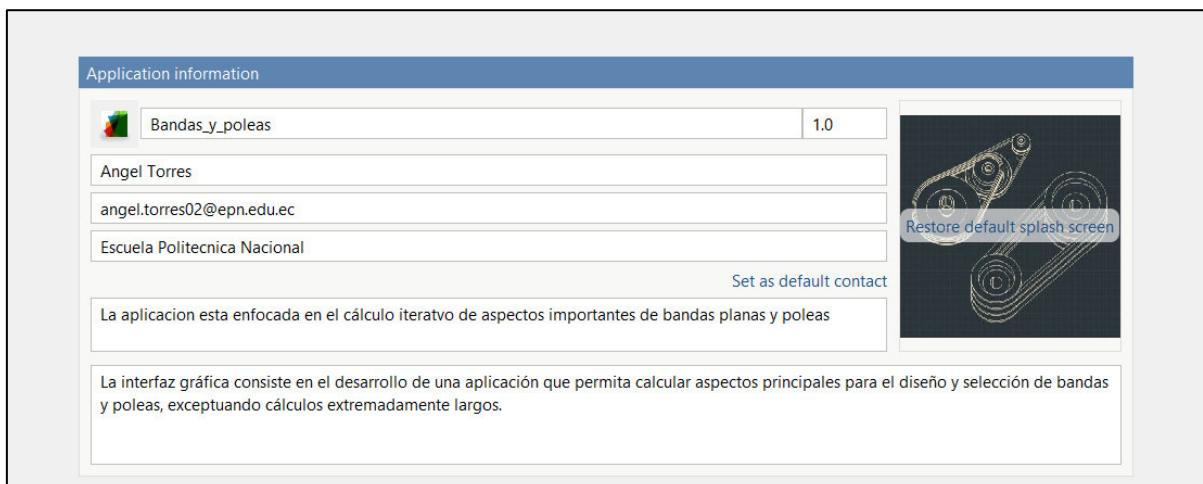 Application information
Bandas_y_poleas 1.0
Angel Torres
angel.torres02@epn.edu.ec
Escuela Politecnica Nacional
Restore default splash screen
Set as default contact
La aplicacion esta enfocada en el cálculo iteratvo de aspectos importantes de bandas planas y poleas
La interfaz gráfica consiste en el desarrollo de una aplicación que permita calcular aspectos principales para el diseño y selección de bandas
y poleas, exceptuando cálculos extremadamente largos.